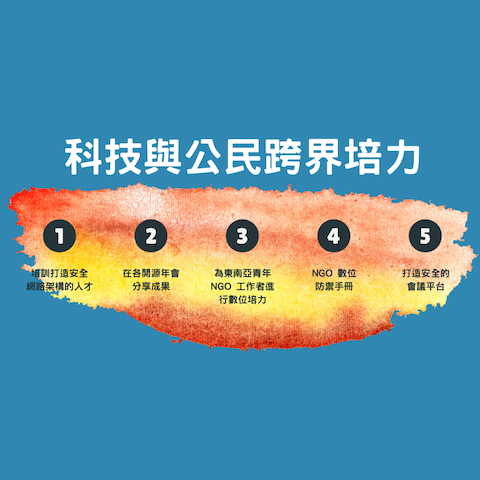 科技與公民跨界培力
1
2
3
4
5
培訓打造安全
網路架構的人才
在各開源年會
分享成果
為東南亞青年
NGO 工作者進
行數位培力
NGO 數位
防禦手冊
打造安全的
會議平台